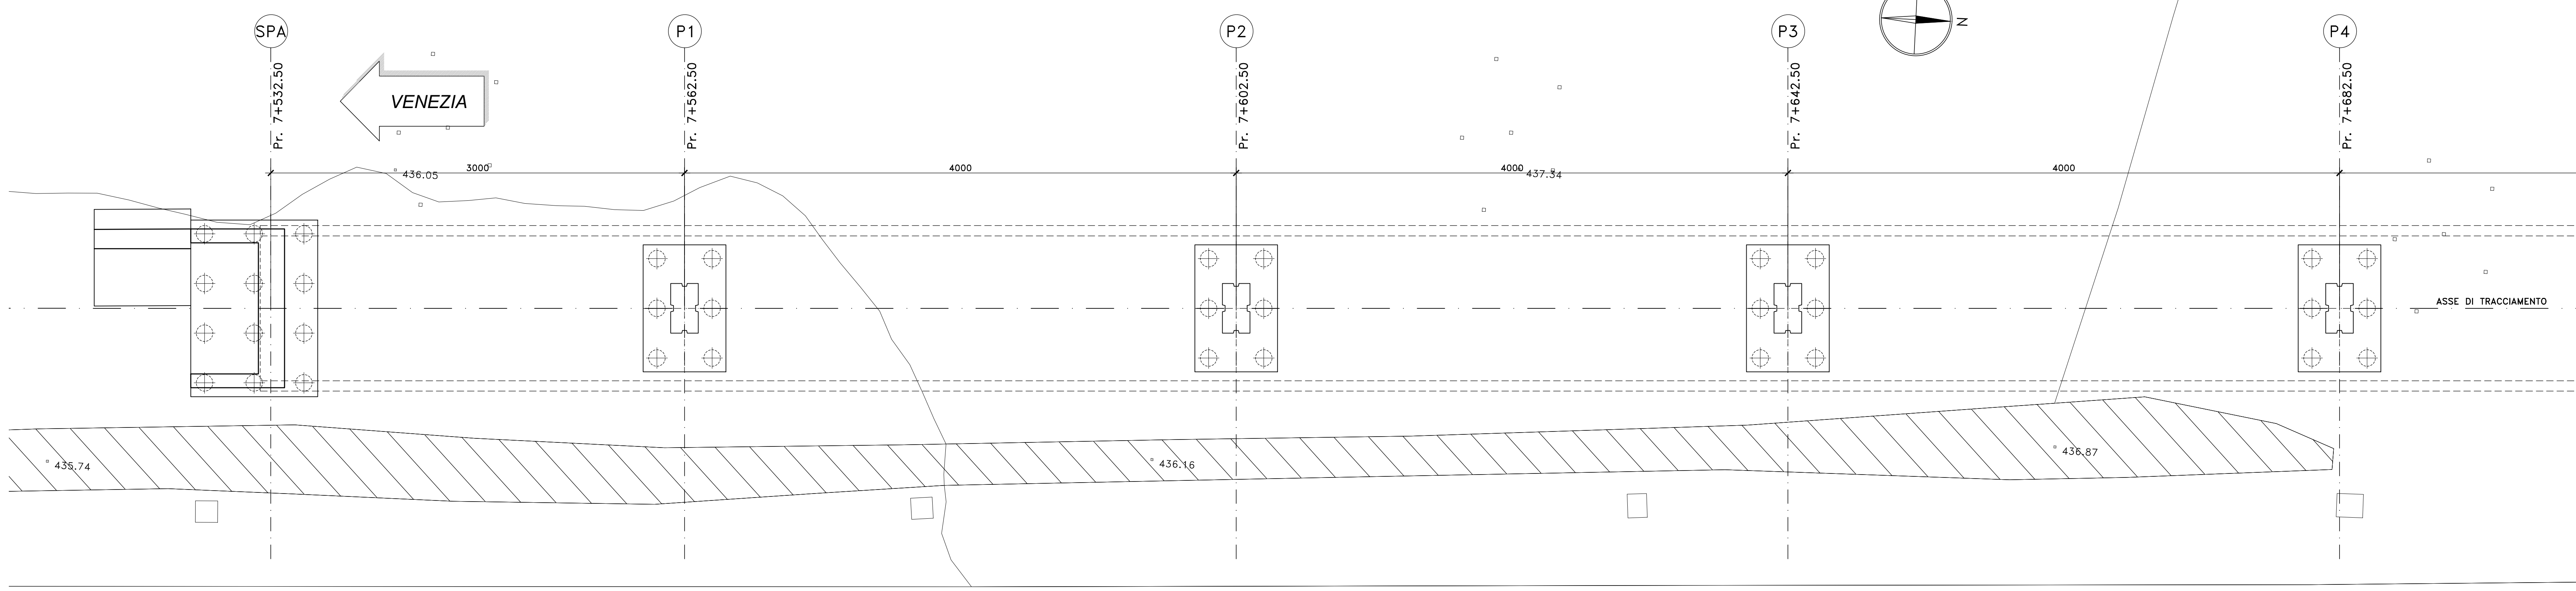 SPA
P1
P2
P3
P4
N
Pr. 7+532.50
Pr. 7+562.50
Pr. 7+602.50
Pr. 7+642.50
Pr. 7+682.50
VENEZIA
3000
4000
4000
4000
436.05
437.34
ASSE DI TRACCIAMENTO
435.74
436.16
436.87